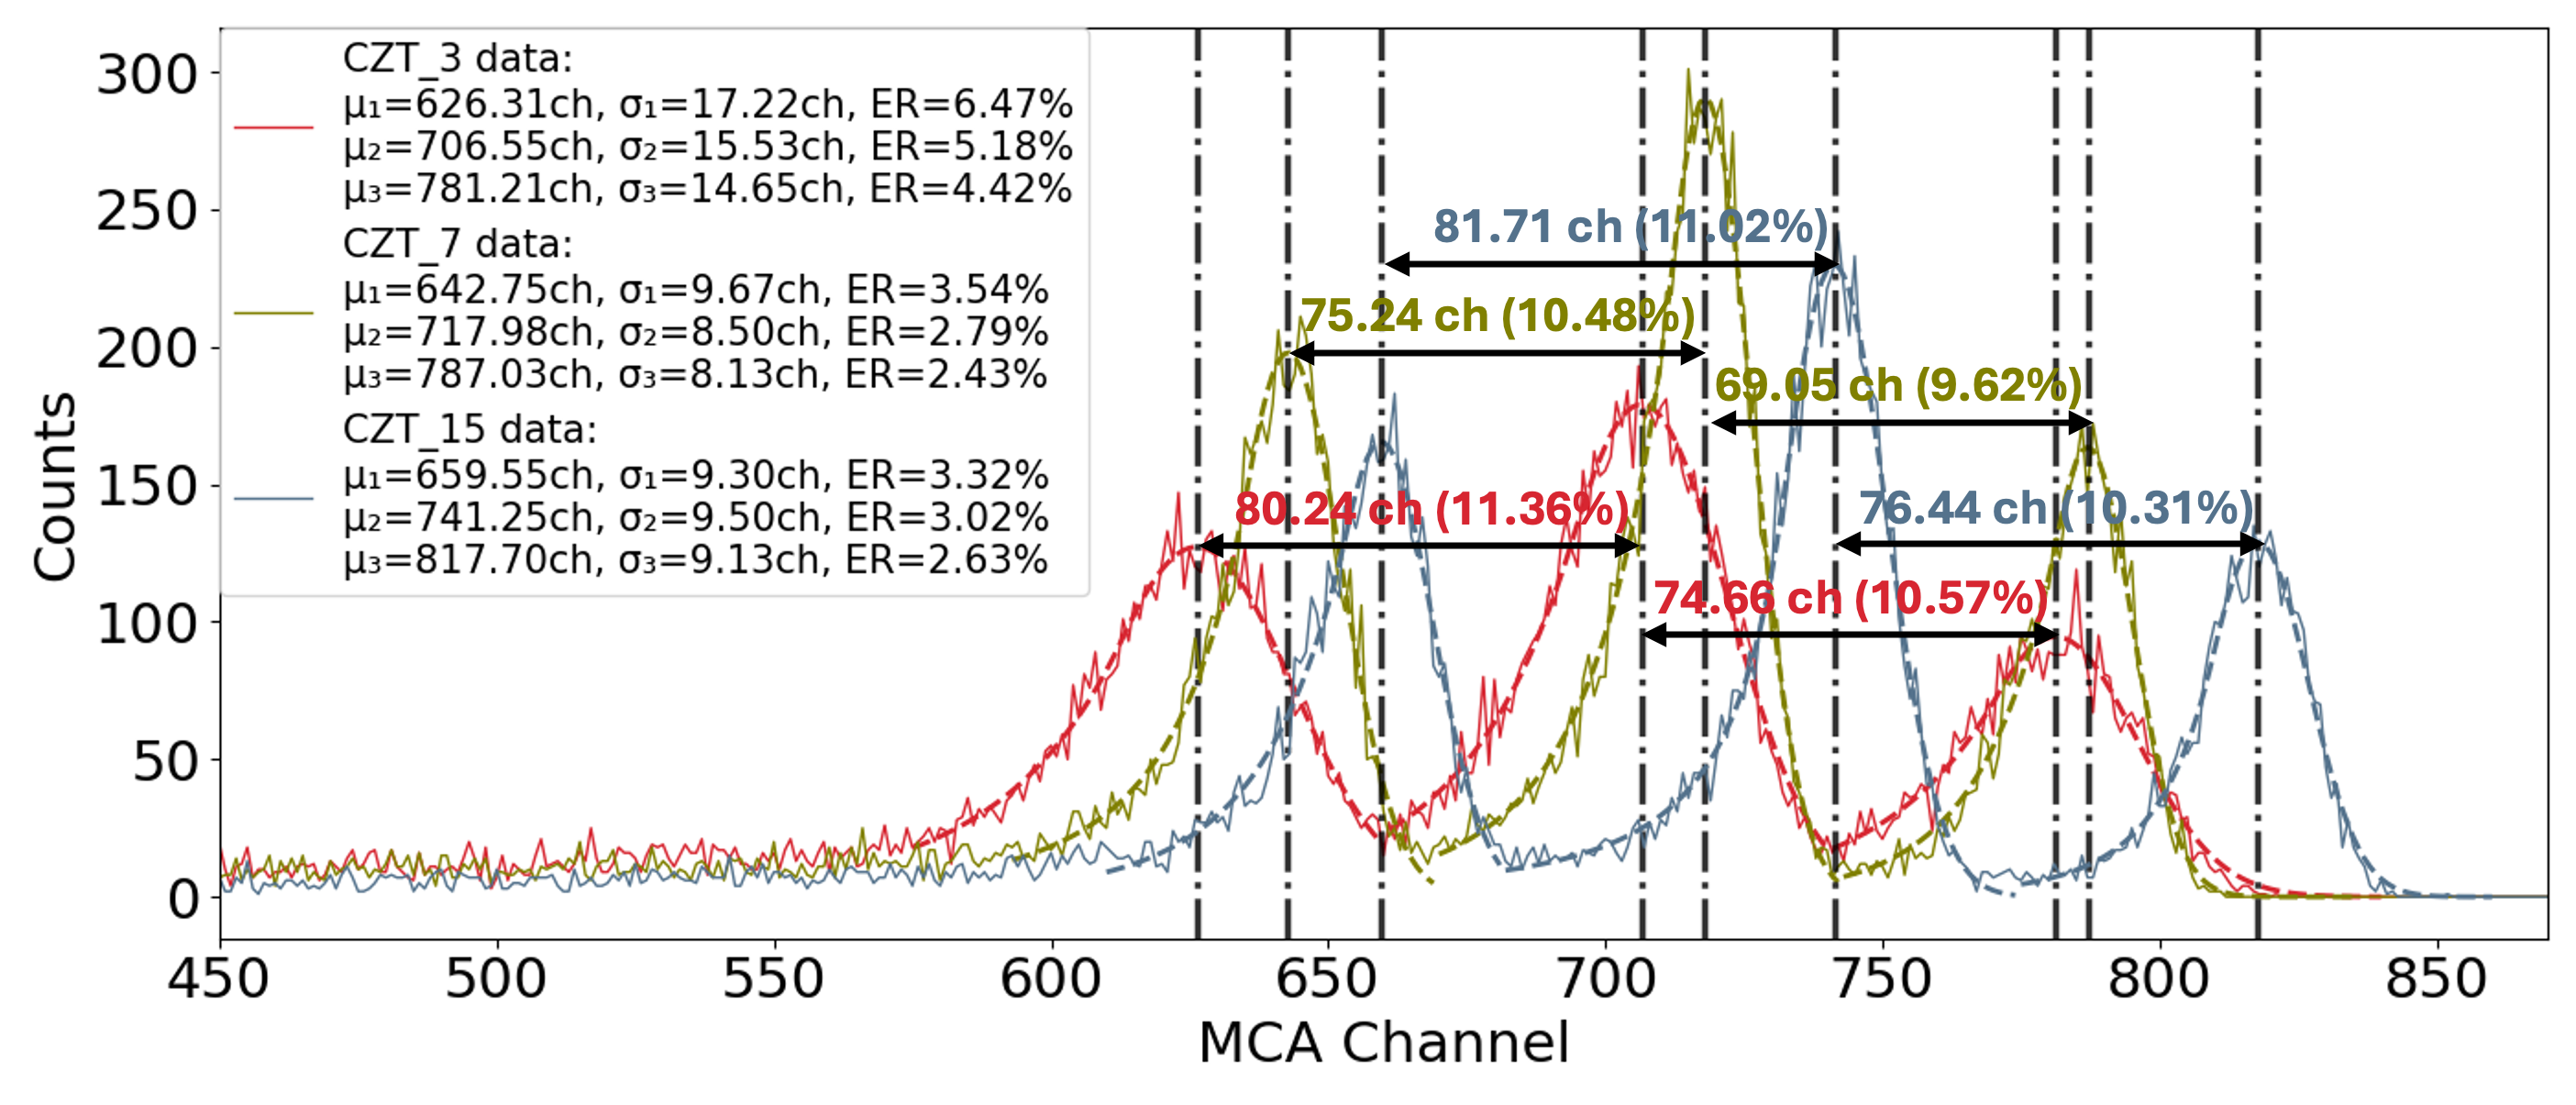 CZT_3 data:
μ₁=626.31ch, σ₁=17.22ch, ER=6.47%
μ₂=706.55ch, σ₂=15.53ch, ER=5.18%
μ₃=781.21ch, σ₃=14.65ch, ER=4.42%
CZT_7 data:
μ₁=642.75ch, σ₁=9.67ch, ER=3.54%
μ₂=717.98ch, σ₂=8.50ch, ER=2.79%
μ₃=787.03ch, σ₃=8.13ch, ER=2.43%
CZT_15 data:
μ₁=659.55ch, σ₁=9.30ch, ER=3.32%
μ₂=741.25ch, σ₂=9.50ch, ER=3.02%
μ₃=817.70ch, σ₃=9.13ch, ER=2.63%
81.71 ch (11.02%)
75.24 ch (10.48%)
69.05 ch (9.62%)
80.24 ch (11.36%)
76.44 ch (10.31%)
74.66 ch (10.57%)
Counts
300
250
200
150
100
50
0
450 500 550 600 650 700 750 800 850
MCA Channel